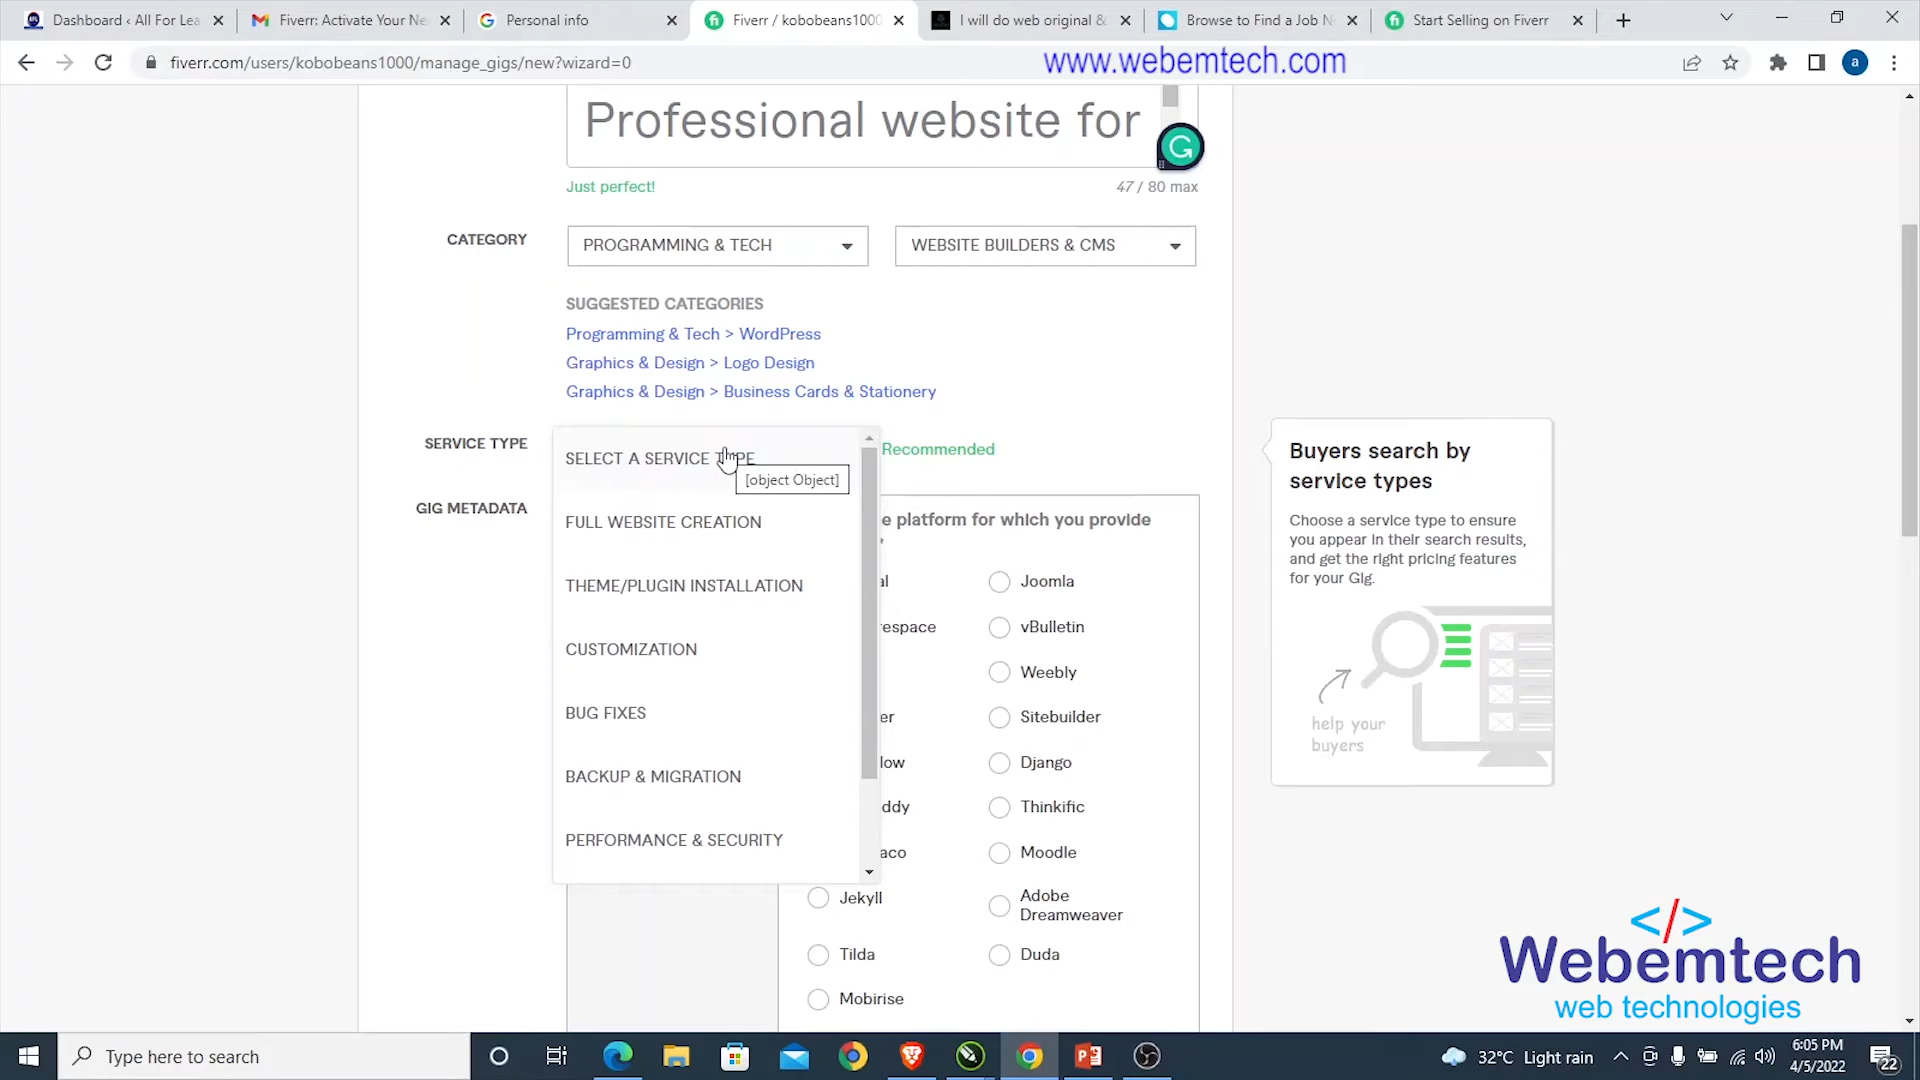 Dashboard ‹ All For Lea
Fiverr: Activate Your Ne
Personal info
Fiverr / kobobeans1000
I will do web original &
Browse to Find a Job N
Start Selling on Fiverr
fiverr.com/users/kobobeans1000/manage_gigs/new?wizard=0
www.webemtech.com
a
Professional website for
Just perfect!
47 / 80 max
CATEGORY
PROGRAMMING & TECH
WEBSITE BUILDERS & CMS
SUGGESTED CATEGORIES
Programming & Tech > WordPress
Graphics & Design > Logo Design
Graphics & Design > Business Cards & Stationery
SERVICE TYPE
SELECT A SERVICE TYPE
Recommended
[object Object]
GIG METADATA
FULL WEBSITE CREATION
THEME/PLUGIN INSTALLATION
CUSTOMIZATION
BUG FIXES
BACKUP & MIGRATION
PERFORMANCE & SECURITY
e platform for which you provide
al
Joomla
respace
vBulletin
Weebly
er
Sitebuilder
low
Django
ddy
Thinkific
aco
Moodle
Jekyll
Adobe
Dreamweaver
Tilda
Duda
Mobirise
Buyers search by
service types
Choose a service type to ensure
you appear in their search results,
and get the right pricing features
for your Gig.
help your
buyers
</>
Webemtech
web technologies
Type here to search
32°C Light rain
6:05 PM
4/5/2022
22